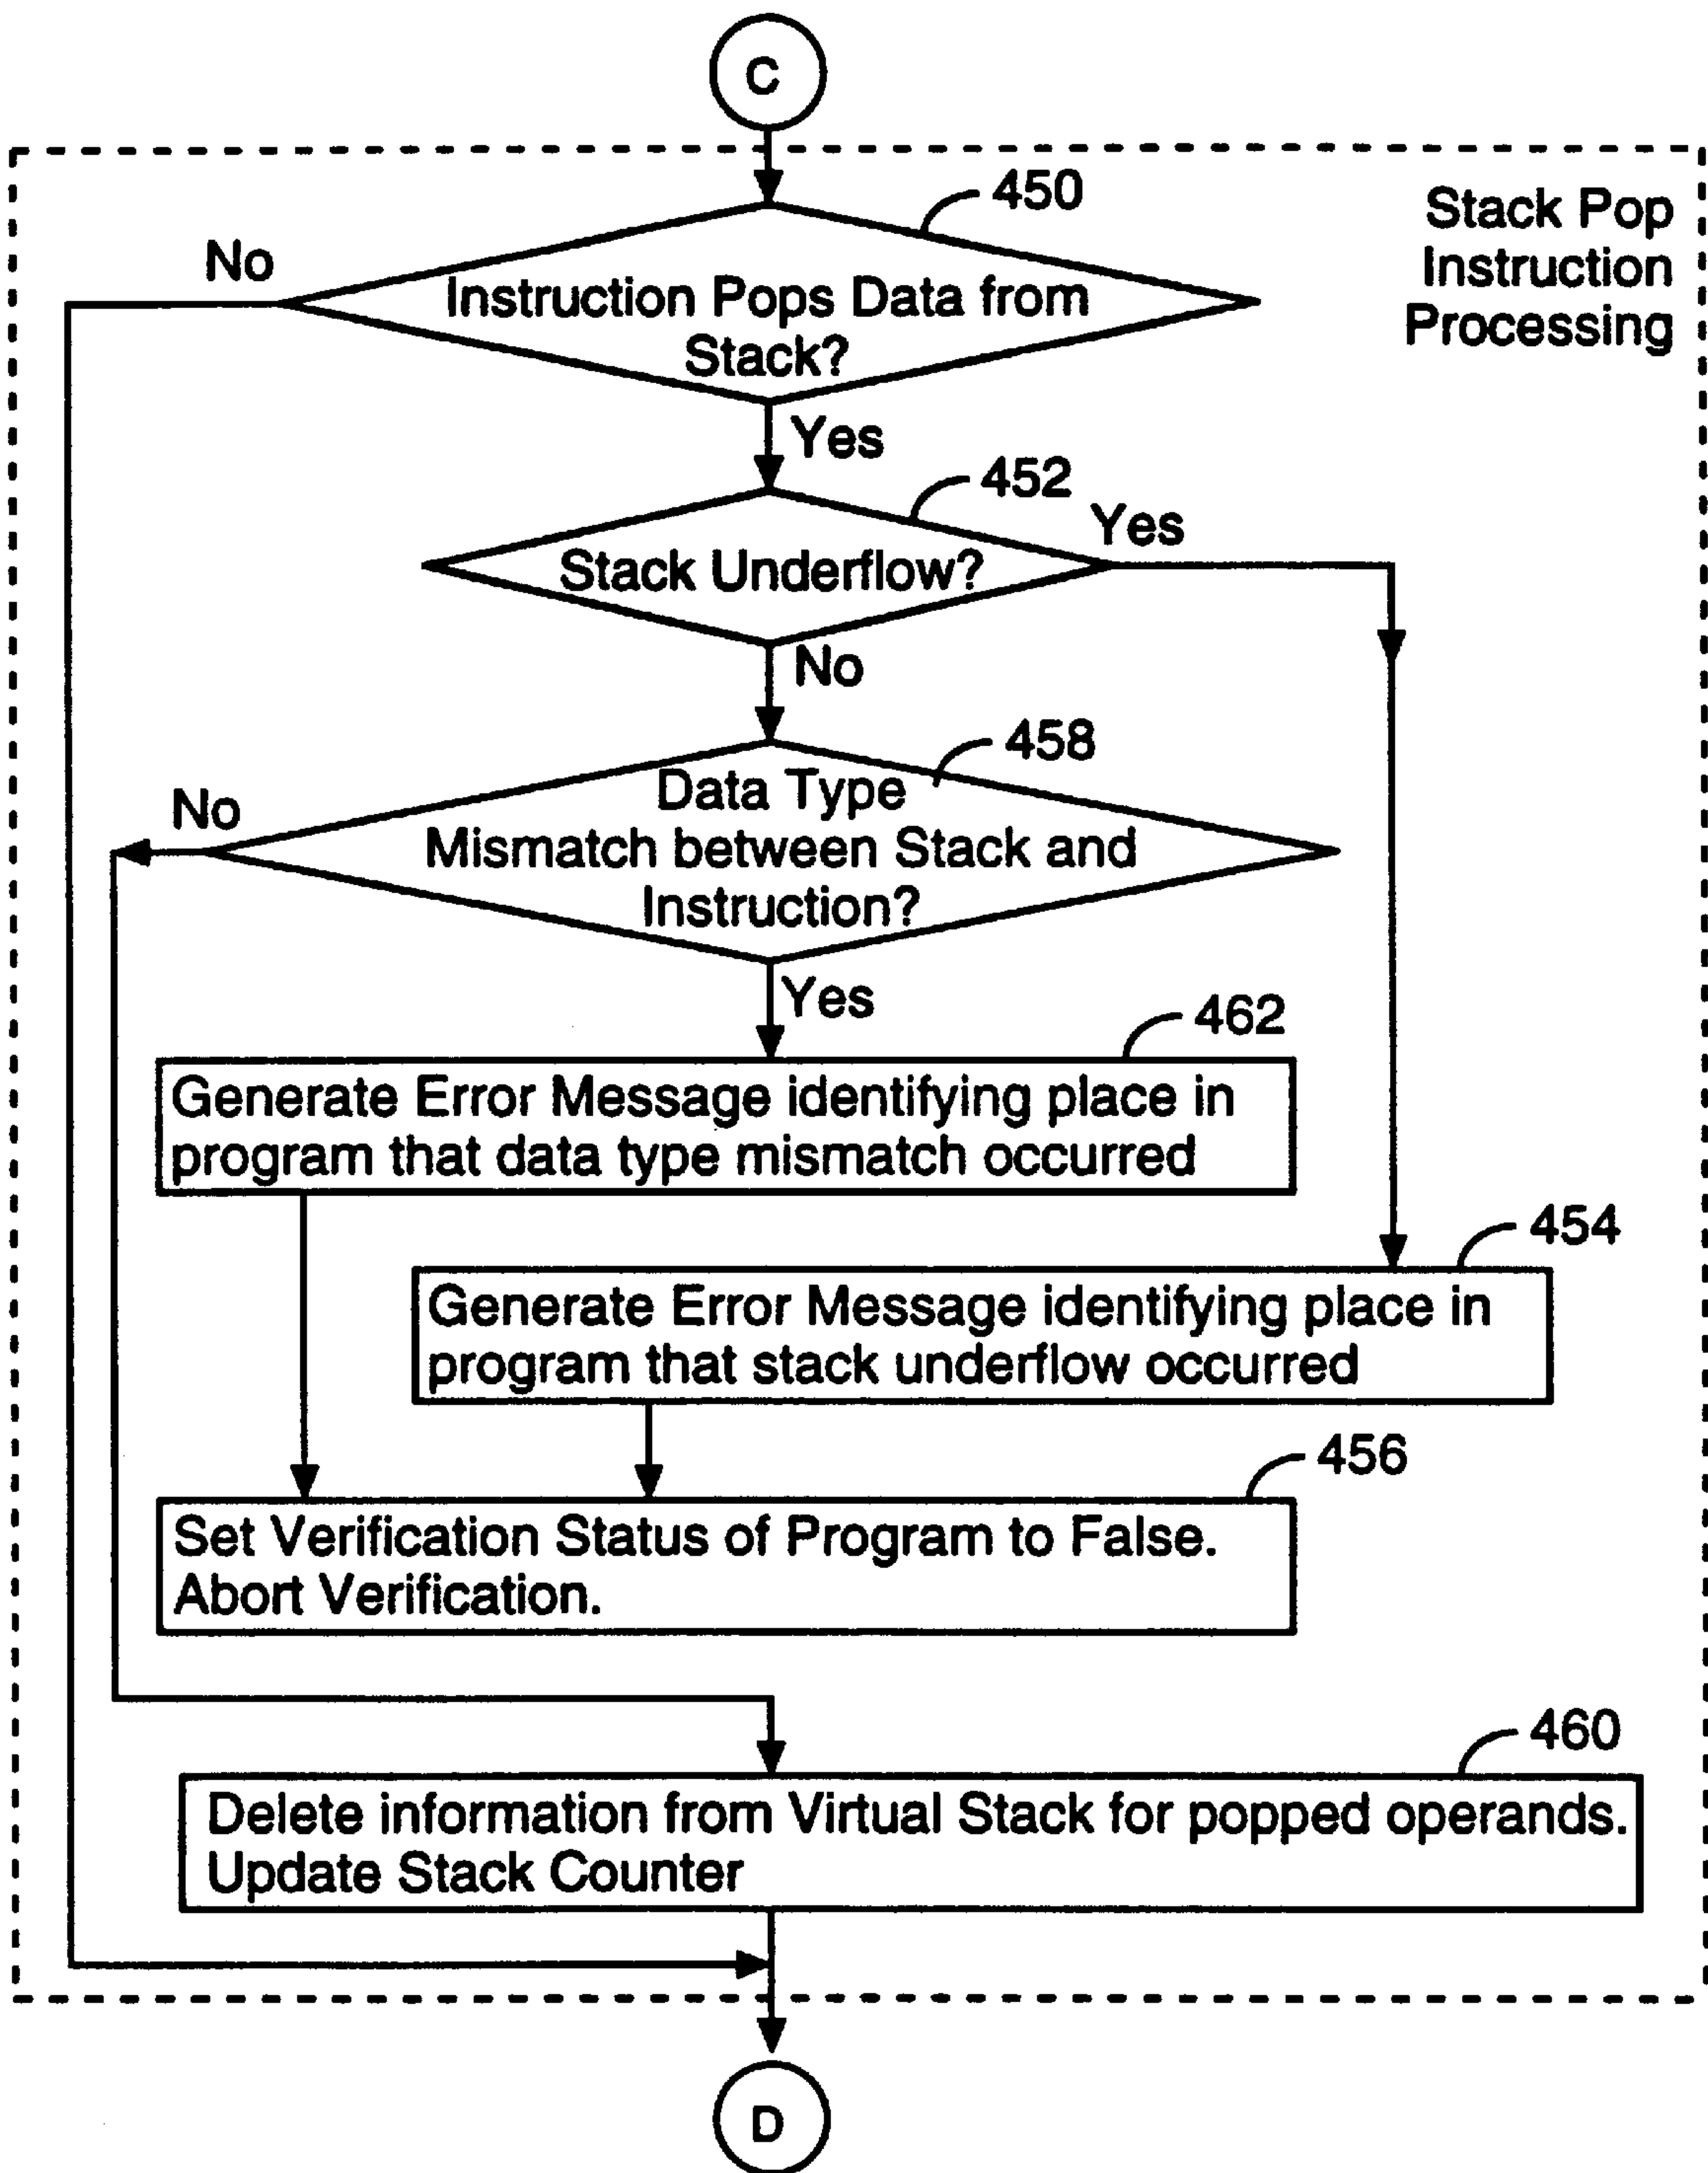 C
450
Stack Pop
Instruction
Processing
No
Instruction Pops Data from
Stack?
Yes
452
Yes
Stack Underflow?
No
458
No
Data Type
Mismatch between Stack and
Instruction?
Yes
462
Generate Error Message identifying place in
program that data type mismatch occurred
454
Generate Error Message identifying place in
program that stack underflow occurred
456
Set Verification Status of Program to False.
Abort Verification.
460
Delete information from Virtual Stack for popped operands.
Update Stack Counter
D